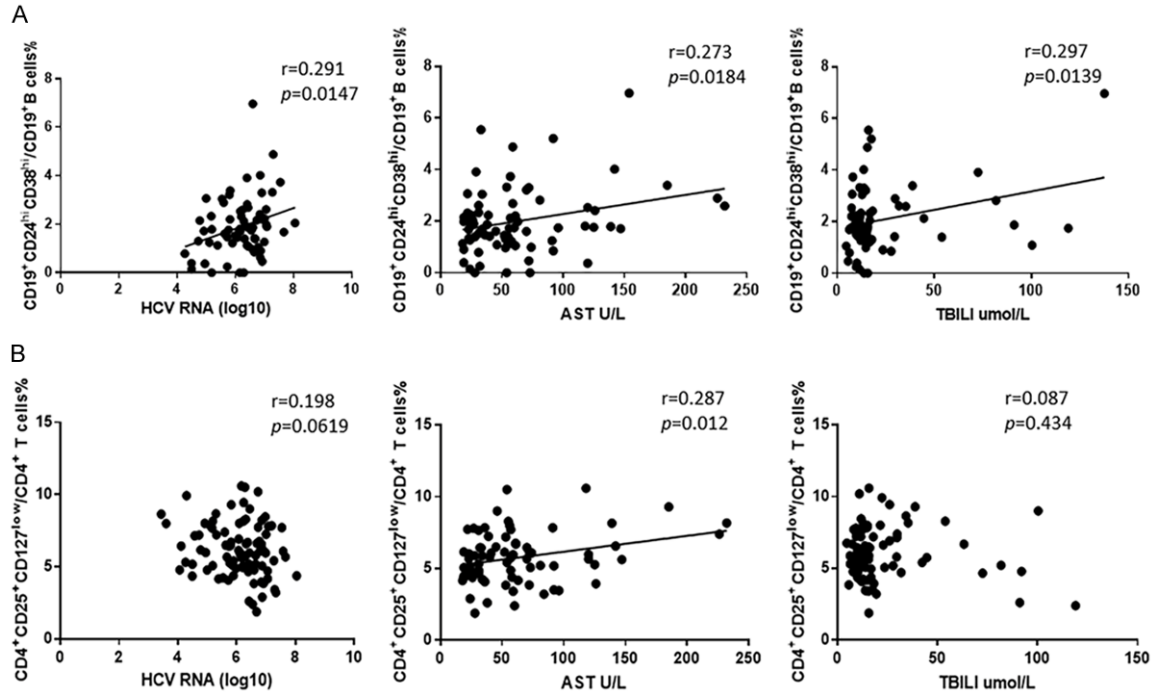 A
CD19⁺CD24ʰⁱCD38ʰⁱ/CD19⁺B cells%
8
6
4
2
0
r=0.291
p=0.0147
0 2 4 6 8 10
HCV RNA (log10)
CD19⁺CD24ʰⁱCD38ʰⁱ/CD19⁺B cells%
8
6
4
2
0
r=0.273
p=0.0184
0 50 100 150 200 250
AST U/L
CD19⁺CD24ʰⁱCD38ʰⁱ/CD19⁺B cells%
8
6
4
2
0
r=0.297
p=0.0139
0 50 100 150
TBILI umol/L
B
CD4⁺CD25⁺CD127ˡᵒʷ/CD4⁺ T cells%
15
10
5
0
r=0.198
p=0.0619
0 2 4 6 8 10
HCV RNA (log10)
CD4⁺CD25⁺CD127ˡᵒʷ/CD4⁺ T cells%
15
10
5
0
r=0.287
p=0.012
0 50 100 150 200 250
AST U/L
CD4⁺CD25⁺CD127ˡᵒʷ/CD4⁺ T cells%
15
10
5
0
r=0.087
p=0.434
0 50 100 150
TBILI umol/L